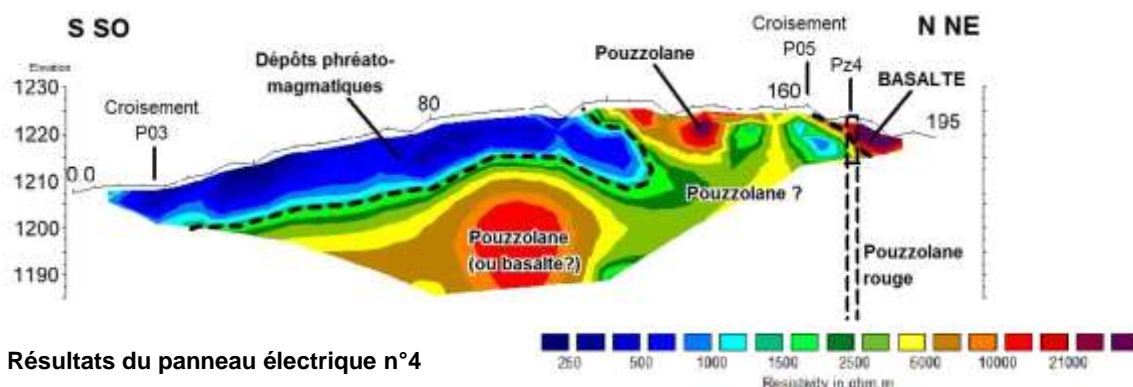 S SO
N NE
Elevation
1230
1220
1210
1200
1190
Croisement
P03
0.0
Dépôts phréato-
magmatiques
80
Pouzzolane
Croisement
P05
160
Pz4
BASALTE
195
Pouzzolane ?
Pouzzolane
(ou basalte?)
Pouzzolane
rouge
Résultats du panneau électrique n°4
250 500 1000 1500 2500 6000 10000 21000
Resistivity in ohm.m